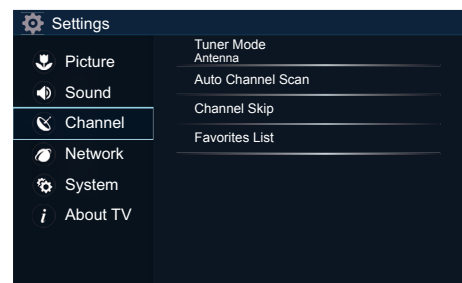 Settings
Picture
Sound
Channel
Network
System
About TV
Tuner Mode
Antenna
Auto Channel Scan
Channel Skip
Favorites List